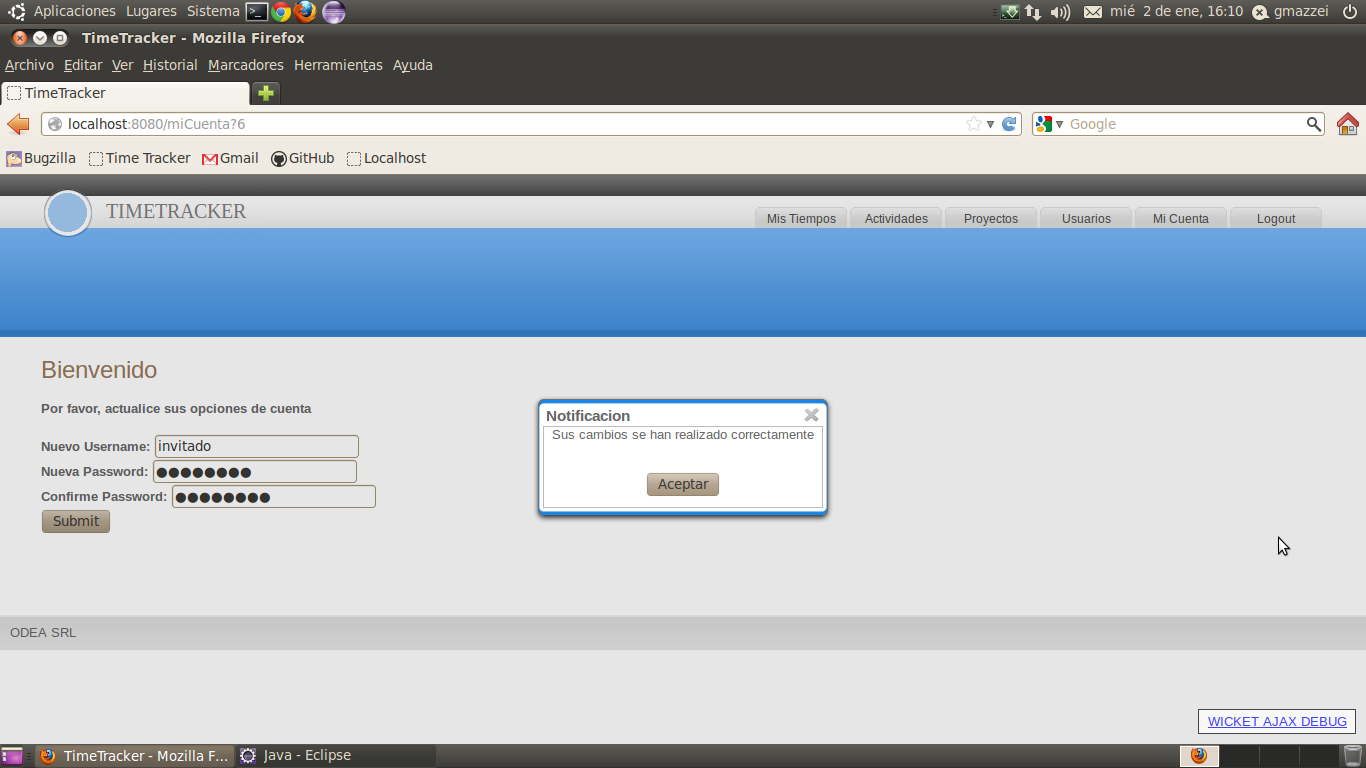 Aplicaciones Lugares Sistema mié 2 de ene, 16:10 gmazzei
TimeTracker - Mozilla Firefox
Archivo Editar Ver Historial Marcadores Herramientas Ayuda
TimeTracker
localhost:8080/miCuenta?6 Google
Bugzilla Time Tracker Gmail GitHub Localhost
TIMETRACKER
Mis Tiempos Actividades Proyectos Usuarios Mi Cuenta Logout
Bienvenido
Por favor, actualice sus opciones de cuenta
Nuevo Username: invitado
Nueva Password: ●●●●●●●●
Confirme Password: ●●●●●●●●
Submit
Notificacion
Sus cambios se han realizado correctamente
Aceptar
ODEA SRL
WICKET AJAX DEBUG
TimeTracker - Mozilla F... Java - Eclipse